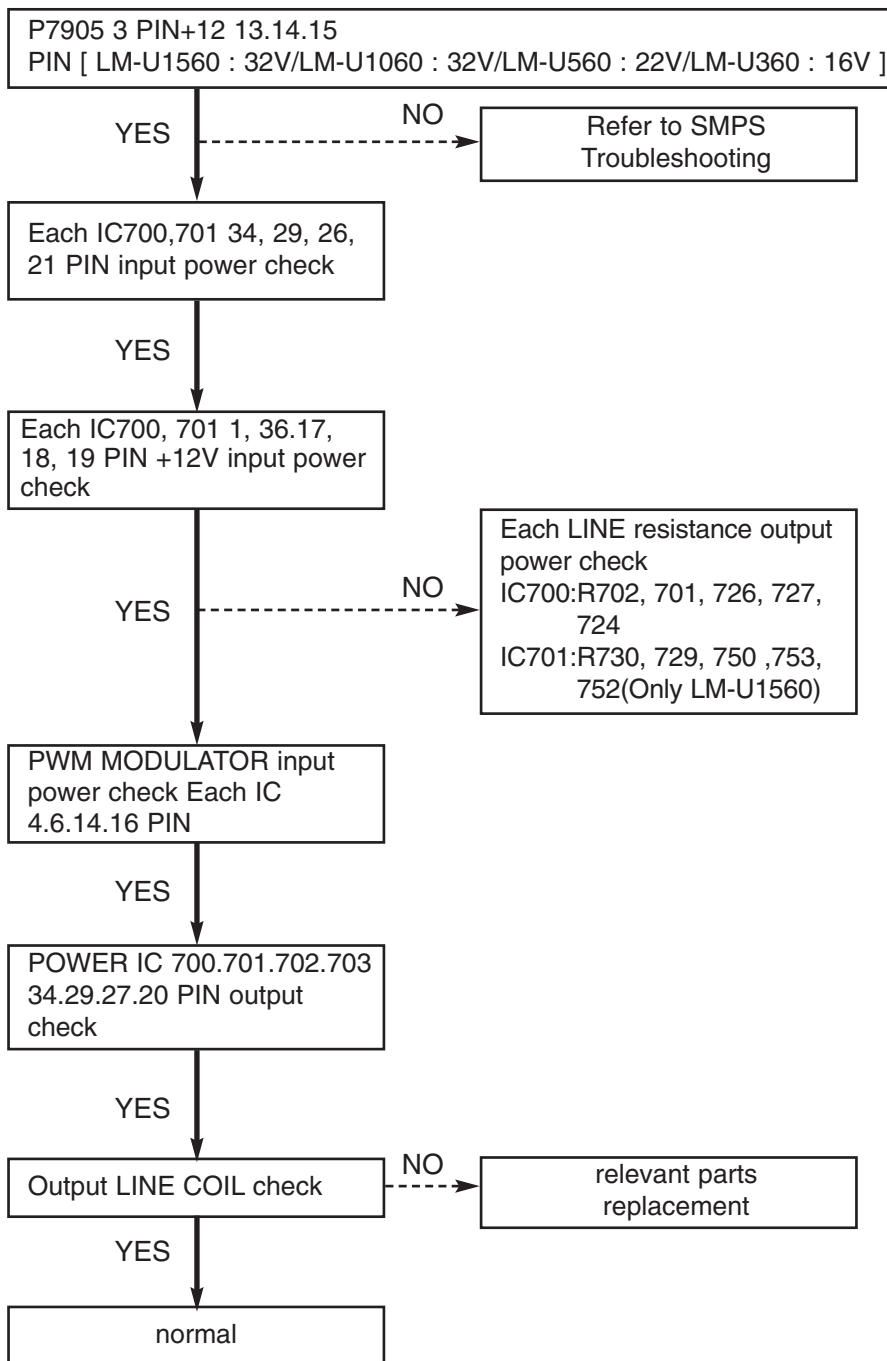 P7905 3 PIN+12 13.14.15
PIN [ LM-U1560 : 32V/LM-U1060 : 32V/LM-U560 : 22V/LM-U360 : 16V ]
YES
NO
Refer to SMPS
Troubleshooting
Each IC700,701 34, 29, 26,
21 PIN input power check
YES
Each IC700, 701 1, 36.17,
18, 19 PIN +12V input power
check
YES
NO
Each LINE resistance output
power check
IC700:R702, 701, 726, 727,
724
IC701:R730, 729, 750 ,753,
752(Only LM-U1560)
PWM MODULATOR input
power check Each IC
4.6.14.16 PIN
YES
POWER IC 700.701.702.703
34.29.27.20 PIN output
check
YES
Output LINE COIL check
NO
relevant parts
replacement
YES
normal